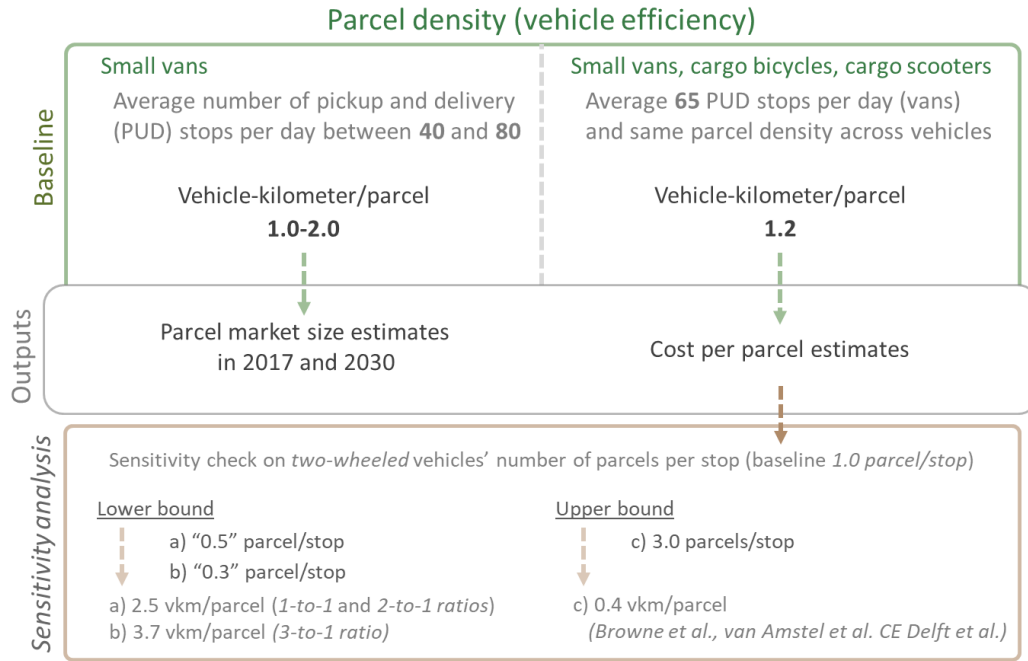 Parcel density (vehicle efficiency)
Baseline
Small vans
Average number of pickup and delivery
(PUD) stops per day between 40 and 80
Vehicle-kilometer/parcel
1.0-2.0
Small vans, cargo bicycles, cargo scooters
Average 65 PUD stops per day (vans)
and same parcel density across vehicles
Vehicle-kilometer/parcel
1.2
Outputs
Parcel market size estimates
in 2017 and 2030
Cost per parcel estimates
Sensitivity analysis
Sensitivity check on two-wheeled vehicles’ number of parcels per stop (baseline 1.0 parcel/stop)
Lower bound
a) “0.5” parcel/stop
b) “0.3” parcel/stop
a) 2.5 vkm/parcel (1-to-1 and 2-to-1 ratios)
b) 3.7 vkm/parcel (3-to-1 ratio)
Upper bound
c) 3.0 parcels/stop
c) 0.4 vkm/parcel
(Browne et al., van Amstel et al. CE Delft et al.)